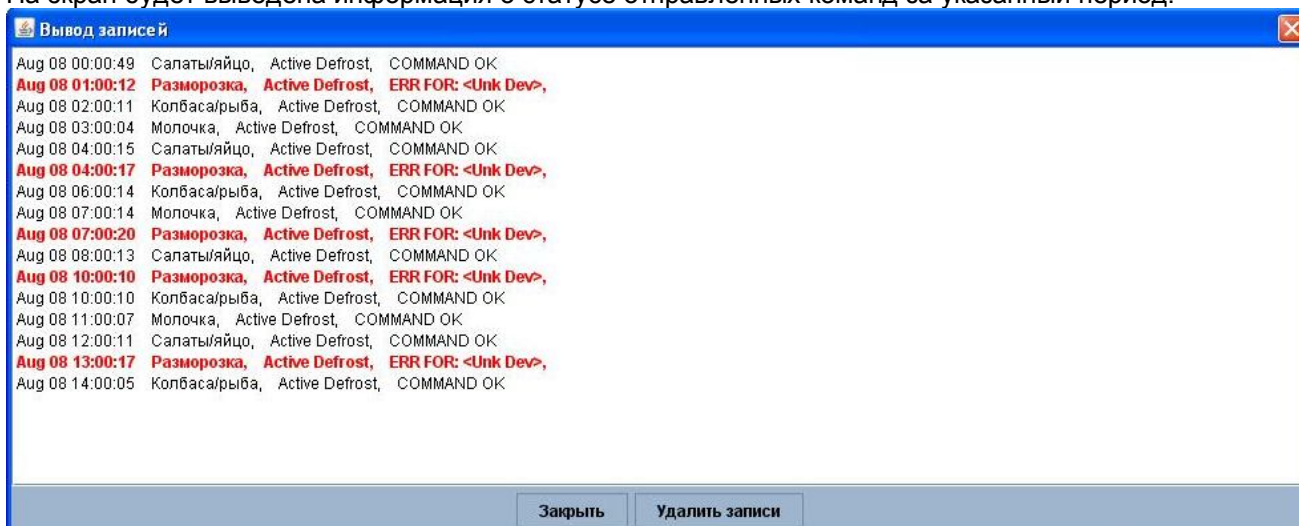 На экран будет выведена информация о статусе отправленных команд за указанный период.
Вывод записей
Aug 08 00:00:49 Салаты/яйцо, Active Defrost, COMMAND OK
Aug 08 01:00:12 Разморозка, Active Defrost, ERR FOR: <Unk Dev>,
Aug 08 02:00:11 Колбаса/рыба, Active Defrost, COMMAND OK
Aug 08 03:00:04 Молочка, Active Defrost, COMMAND OK
Aug 08 04:00:15 Салаты/яйцо, Active Defrost, COMMAND OK
Aug 08 04:00:17 Разморозка, Active Defrost, ERR FOR: <Unk Dev>,
Aug 08 06:00:14 Колбаса/рыба, Active Defrost, COMMAND OK
Aug 08 07:00:14 Молочка, Active Defrost, COMMAND OK
Aug 08 07:00:20 Разморозка, Active Defrost, ERR FOR: <Unk Dev>,
Aug 08 08:00:13 Салаты/яйцо, Active Defrost, COMMAND OK
Aug 08 10:00:10 Разморозка, Active Defrost, ERR FOR: <Unk Dev>,
Aug 08 10:00:10 Колбаса/рыба, Active Defrost, COMMAND OK
Aug 08 11:00:07 Молочка, Active Defrost, COMMAND OK
Aug 08 12:00:11 Салаты/яйцо, Active Defrost, COMMAND OK
Aug 08 13:00:17 Разморозка, Active Defrost, ERR FOR: <Unk Dev>,
Aug 08 14:00:05 Колбаса/рыба, Active Defrost, COMMAND OK
Закрыть Удалить записи